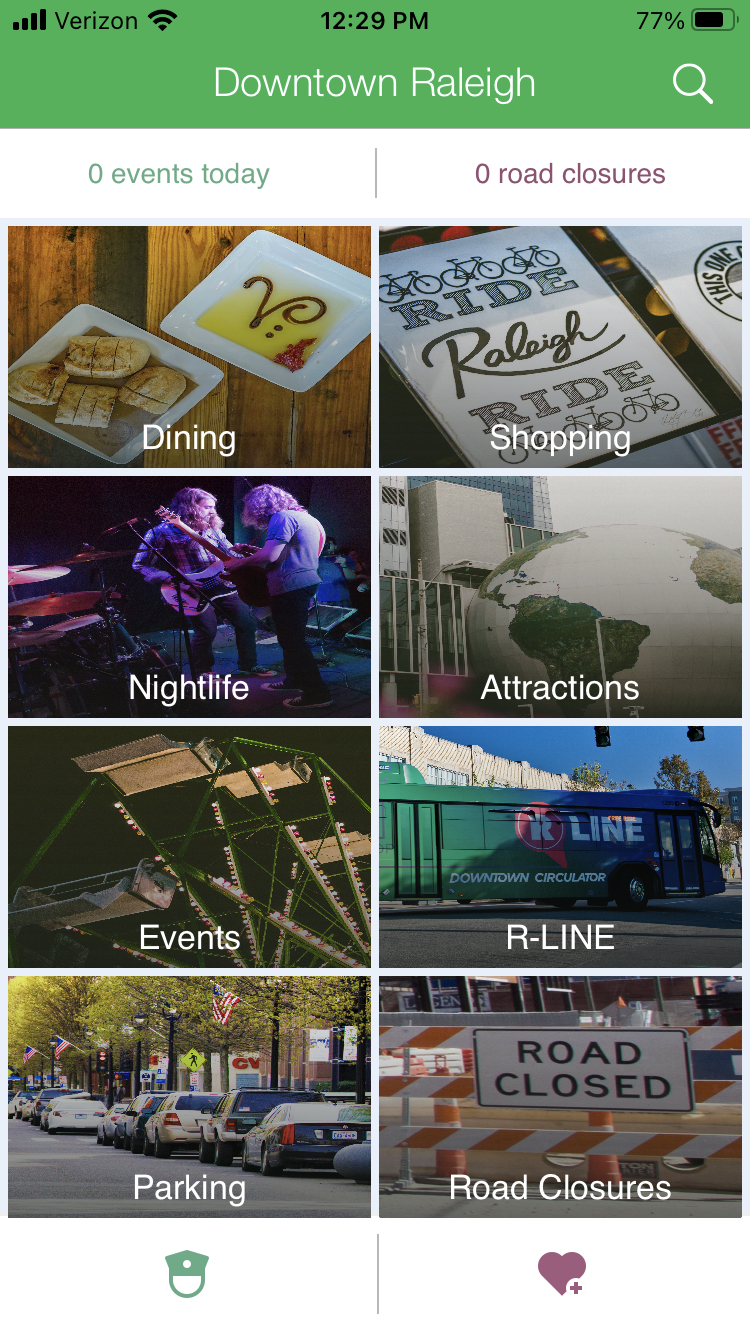 Verizon
12:29 PM
77%
Downtown Raleigh
0 events today
0 road closures
RIDE
Raleigh
RIDE
THIS ONE
Dining
Shopping
Nightlife
Attractions
R LINE
DOWNTOWN CIRCULATOR
Events
R-LINE
ROAD
CLOSED
Parking
Road Closures